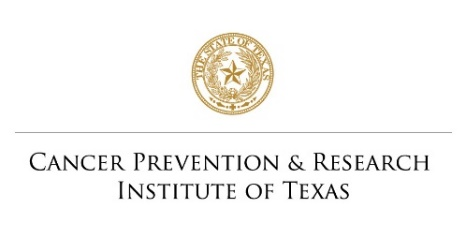 THE STATE OF TEXAS
CANCER PREVENTION & RESEARCH
INSTITUTE OF TEXAS